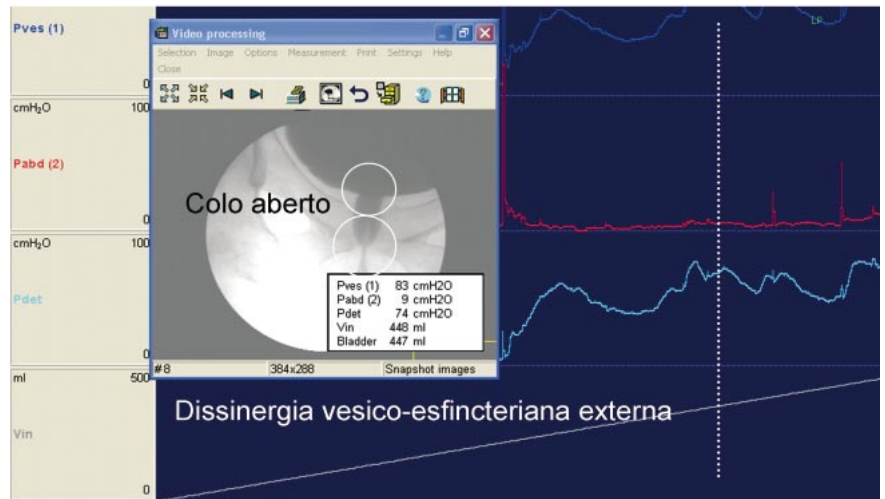 Pves (1)
0
cmH₂O 100
Pabd (2)
0
cmH₂O 100
Pdet
0
ml 500
Vin
0
Video processing
Selection Image Options Measurement Print Settings Help
Close
Colo aberto
Pves (1) 83 cmH2O
Pabd (2) 9 cmH2O
Pdet 74 cmH2O
Vin 448 ml
Bladder 447 ml
#8 384x288 Snapshot images
LP
Dissinergia vesico-esfincteriana externa